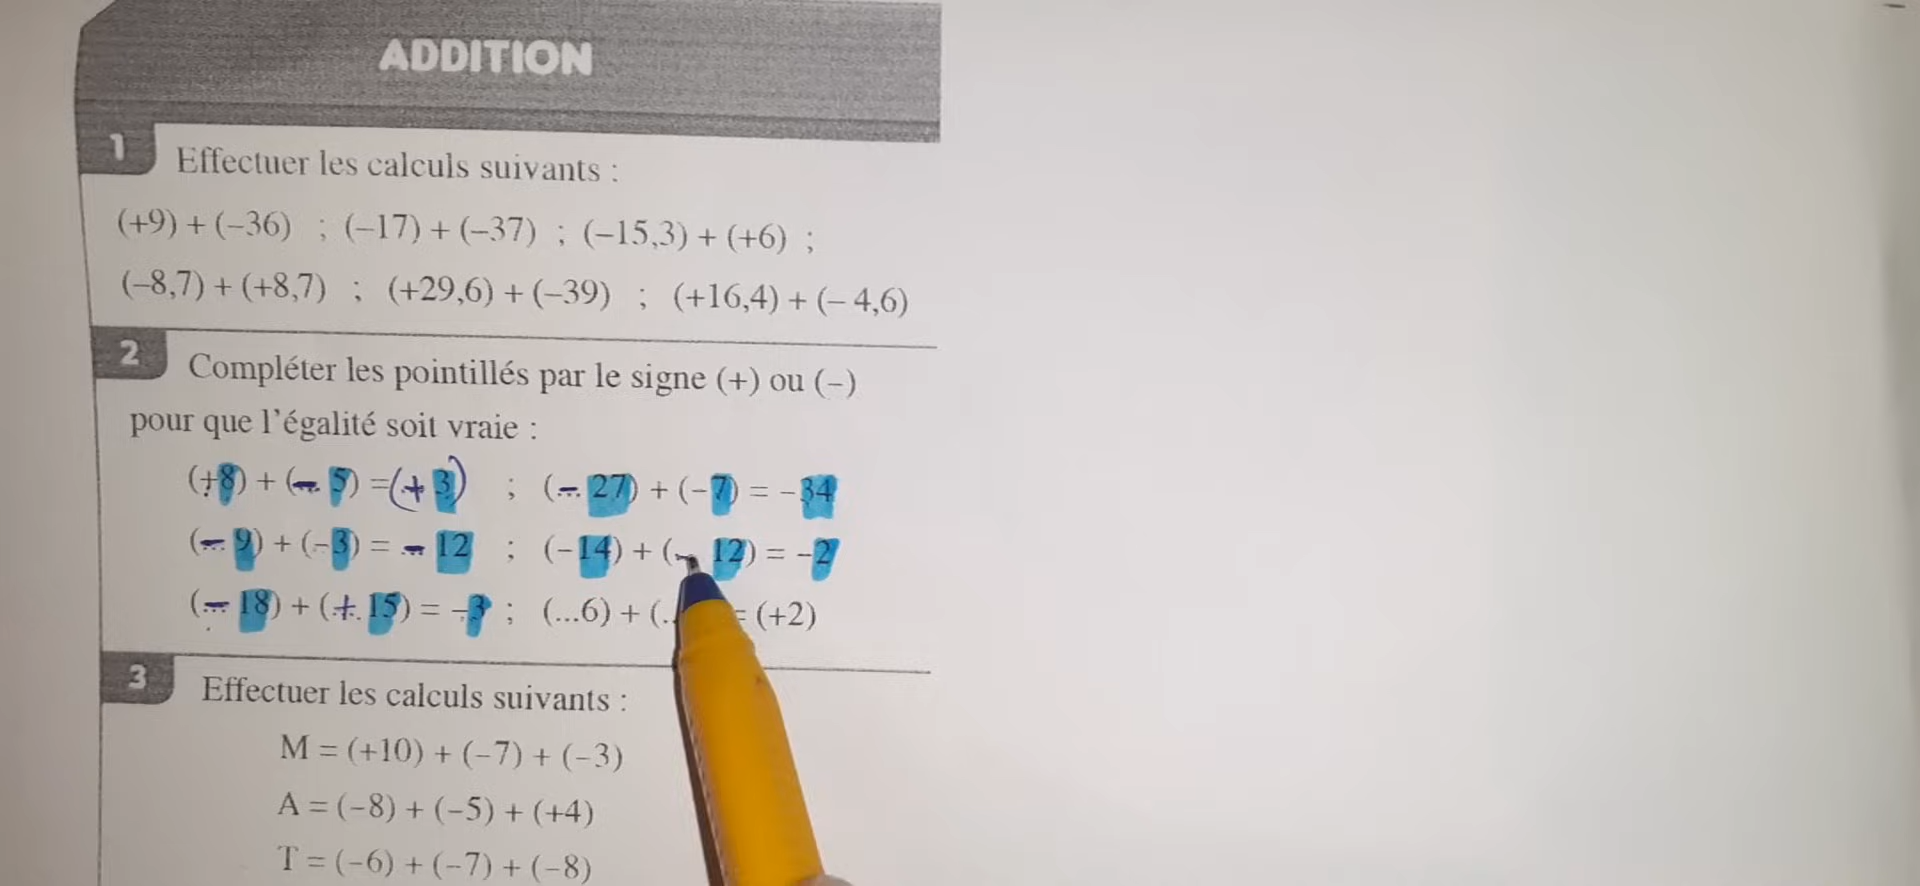 ADDITION
1 Effectuer les calculs suivants :
(+9) + (−36) ; (−17) + (−37) ; (−15,3) + (+6) ;
(−8,7) + (+8,7) ; (+29,6) + (−39) ; (+16,4) + (− 4,6)
2 Compléter les pointillés par le signe (+) ou (−)
pour que l'égalité soit vraie :
(+8) + (− 5) = (+ 3) ; (− 27) + (−7) = −34
(− 9) + (−3) = − 12 ; (−14) + (− 12) = −2
(− 18) + (+ 15) = −3 ; (...6) + (. = (+2)
3 Effectuer les calculs suivants :
M = (+10) + (−7) + (−3)
A = (−8) + (−5) + (+4)
T = (−6) + (−7) + (−8)